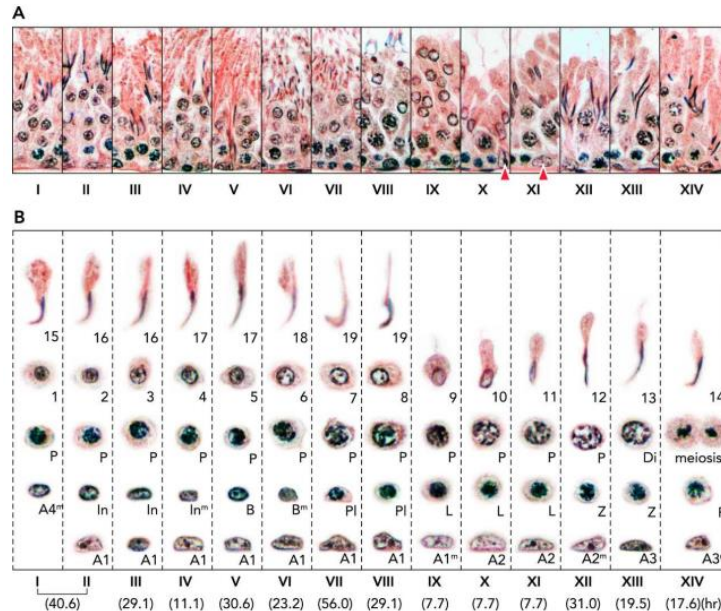 A
I II III IV V VI VII VIII IX X XI XII XIII XIV
B
15 16 16 17 17 18 19 19
1 2 3 4 5 6 7 8 9 10 11 12 13 14
P P P P P P P P P P P P Di meiosis
A4m In In Inm B Bm Pl Pl L L L Z Z P
A1 A1 A1 A1 A1 A1 A1 A1m A2 A2 A2m A3
I II III IV V VI VII VIII IX X XI XII XIII XIV
(40.6) (29.1) (11.1) (30.6) (23.2) (56.0) (29.1) (7.7) (7.7) (7.7) (31.0) (19.5) (17.6)(hr)